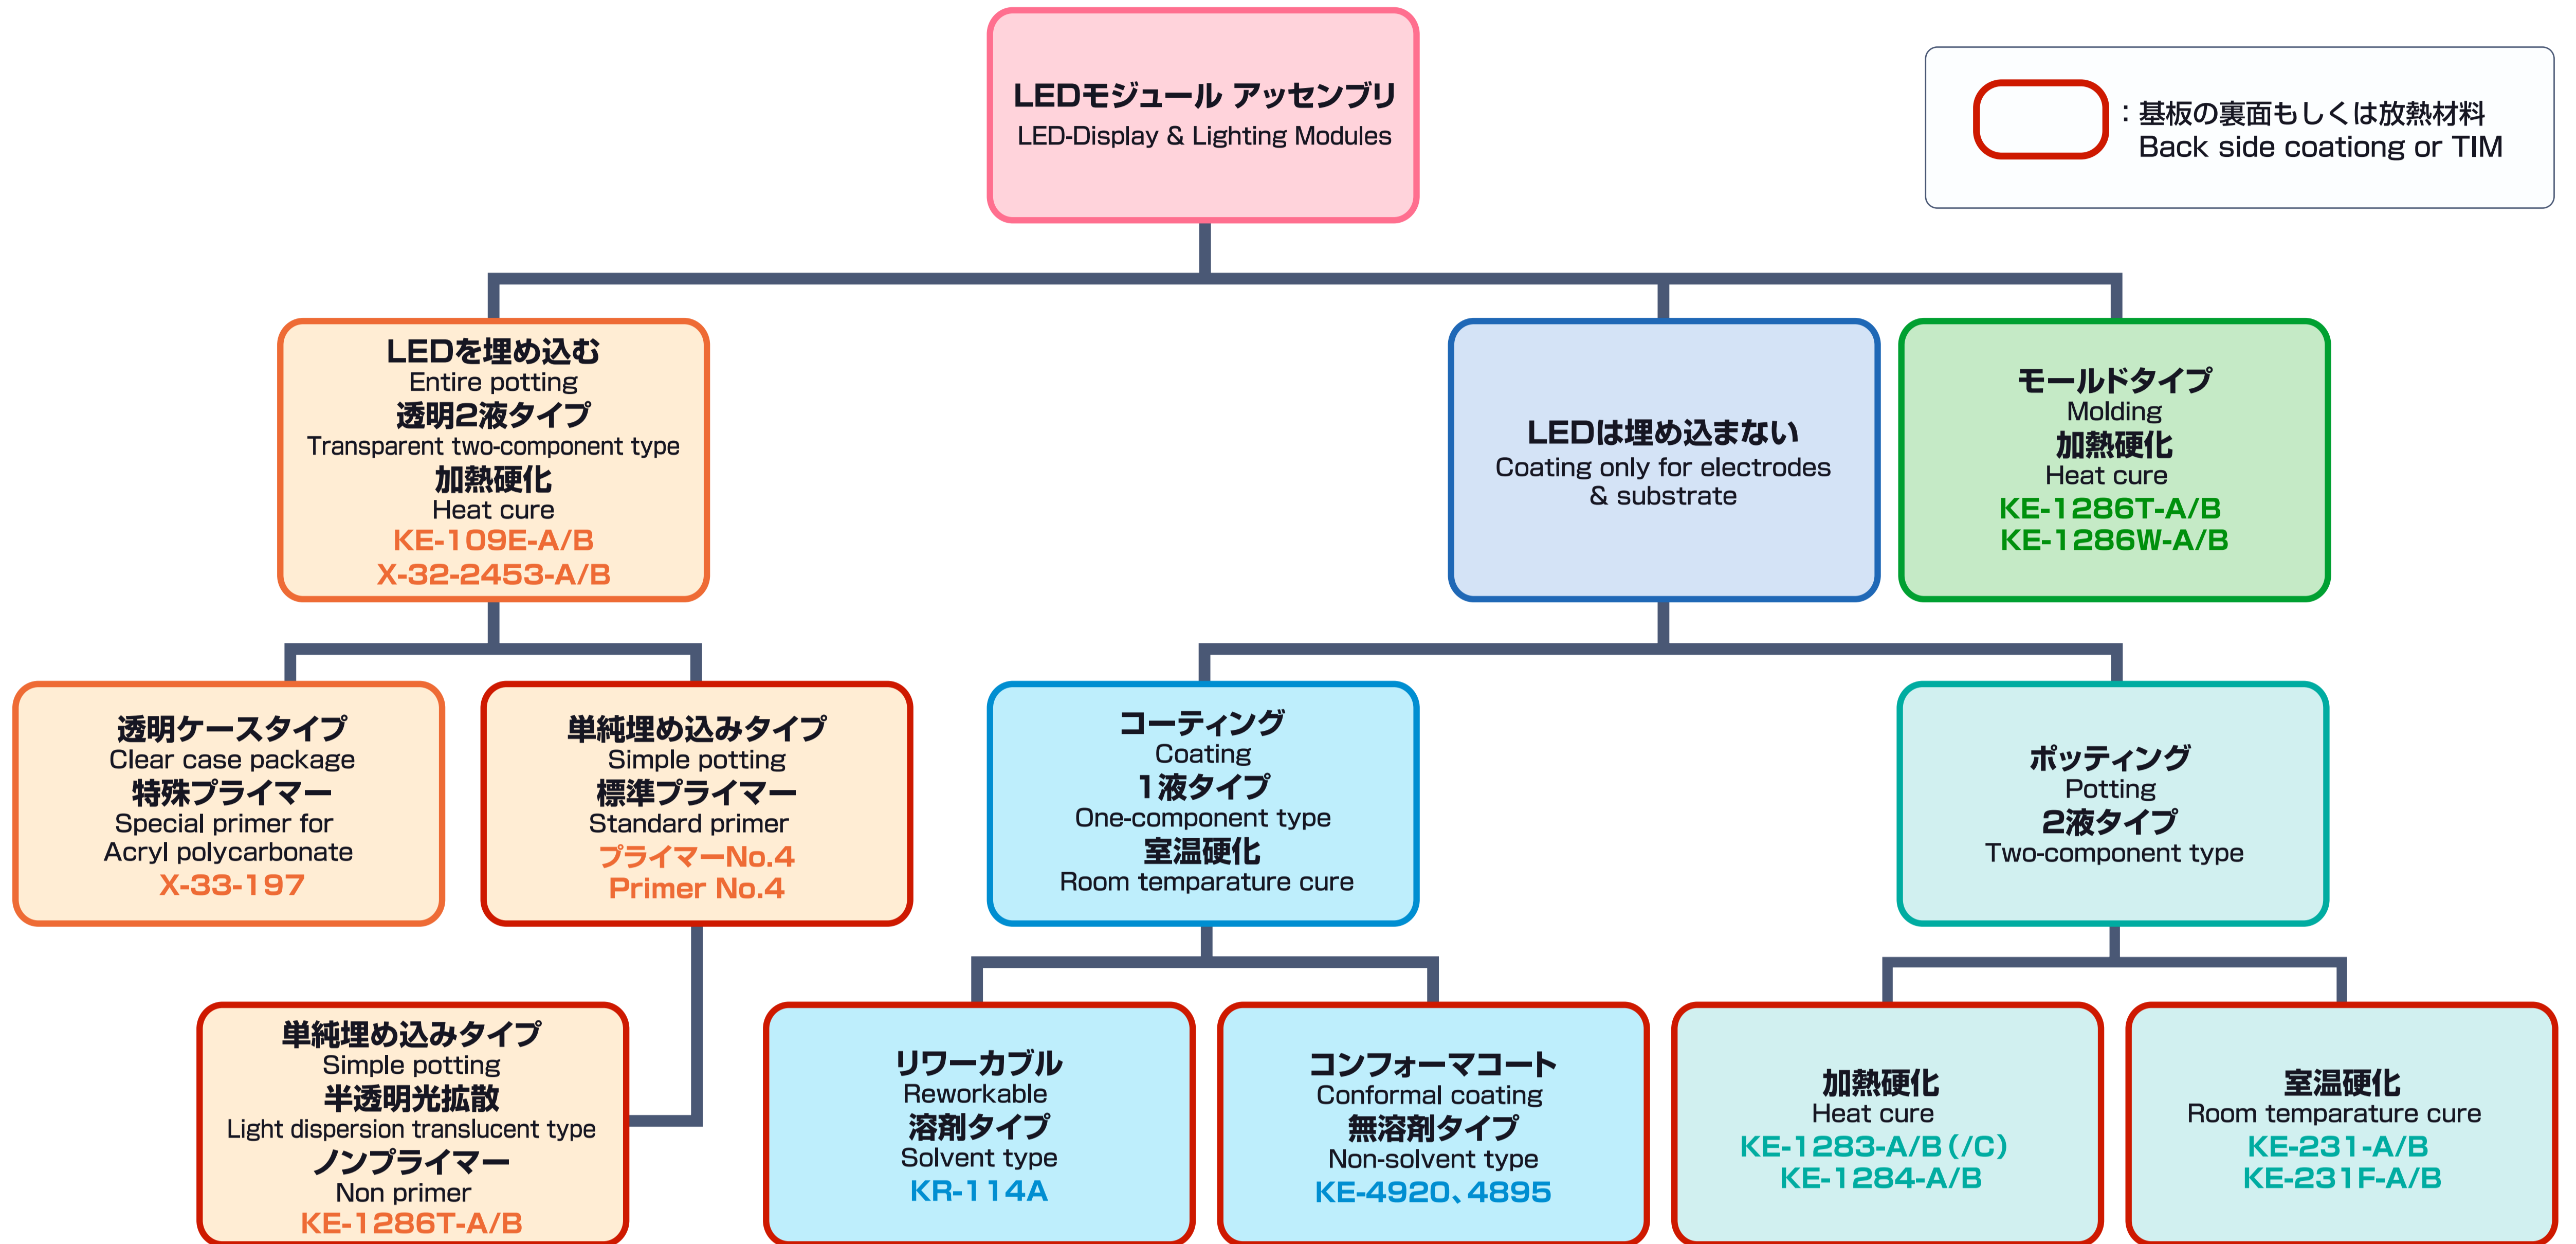 LEDモジュール アッセンブリ
LED-Display & Lighting Modules
：基板の裏面もしくは放熱材料
Back side coationg or TIM
LEDを埋め込む
Entire potting
透明2液タイプ
Transparent two-component type
加熱硬化
Heat cure
KE-109E-A/B
X-32-2453-A/B
LEDは埋め込まない
Coating only for electrodes
& substrate
モールドタイプ
Molding
加熱硬化
Heat cure
KE-1286T-A/B
KE-1286W-A/B
透明ケースタイプ
Clear case package
特殊プライマー
Special primer for
Acryl polycarbonate
X-33-197
単純埋め込みタイプ
Simple potting
標準プライマー
Standard primer
プライマーNo.4
Primer No.4
コーティング
Coating
1液タイプ
One-component type
室温硬化
Room temparature cure
ポッティング
Potting
2液タイプ
Two-component type
単純埋め込みタイプ
Simple potting
半透明光拡散
Light dispersion translucent type
ノンプライマー
Non primer
KE-1286T-A/B
リワーカブル
Reworkable
溶剤タイプ
Solvent type
KR-114A
コンフォーマコート
Conformal coating
無溶剤タイプ
Non-solvent type
KE-4920、4895
加熱硬化
Heat cure
KE-1283-A/B（/C）
KE-1284-A/B
室温硬化
Room temparature cure
KE-231-A/B
KE-231F-A/B